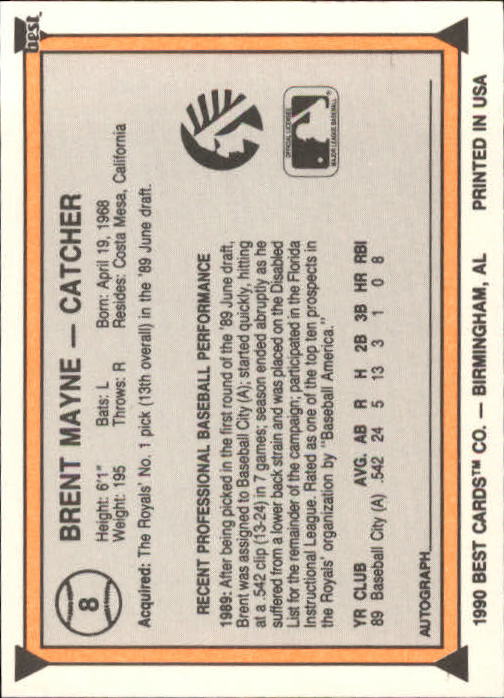 best
8
BRENT MAYNE — CATCHER
Height: 6'1" Bats: L Born: April 19, 1968
Weight: 195 Throws: R Resides: Costa Mesa, California
Acquired: The Royals' No. 1 pick (13th overall) in the '89 June draft.
RECENT PROFESSIONAL BASEBALL PERFORMANCE
1989: After being picked in the first round of the '89 June draft,
Brent was assigned to Baseball City (A); started quickly, hitting
at a .542 clip (13-24) in 7 games; season ended abruptly as he
suffered from a lower back strain and was placed on the Disabled
List for the remainder of the campaign; participated in the Florida
Instructional League. Rated as one of the top ten prospects in
the Royals' organization by "Baseball America."
OFFICIAL LICENSEE
MAJOR LEAGUE BASEBALL
YR CLUB AVG. AB R H 2B 3B HR RBI
89 Baseball City (A) .542 24 5 13 3 1 0 8
AUTOGRAPH
1990 BEST CARDS™ CO. — BIRMINGHAM, AL PRINTED IN USA